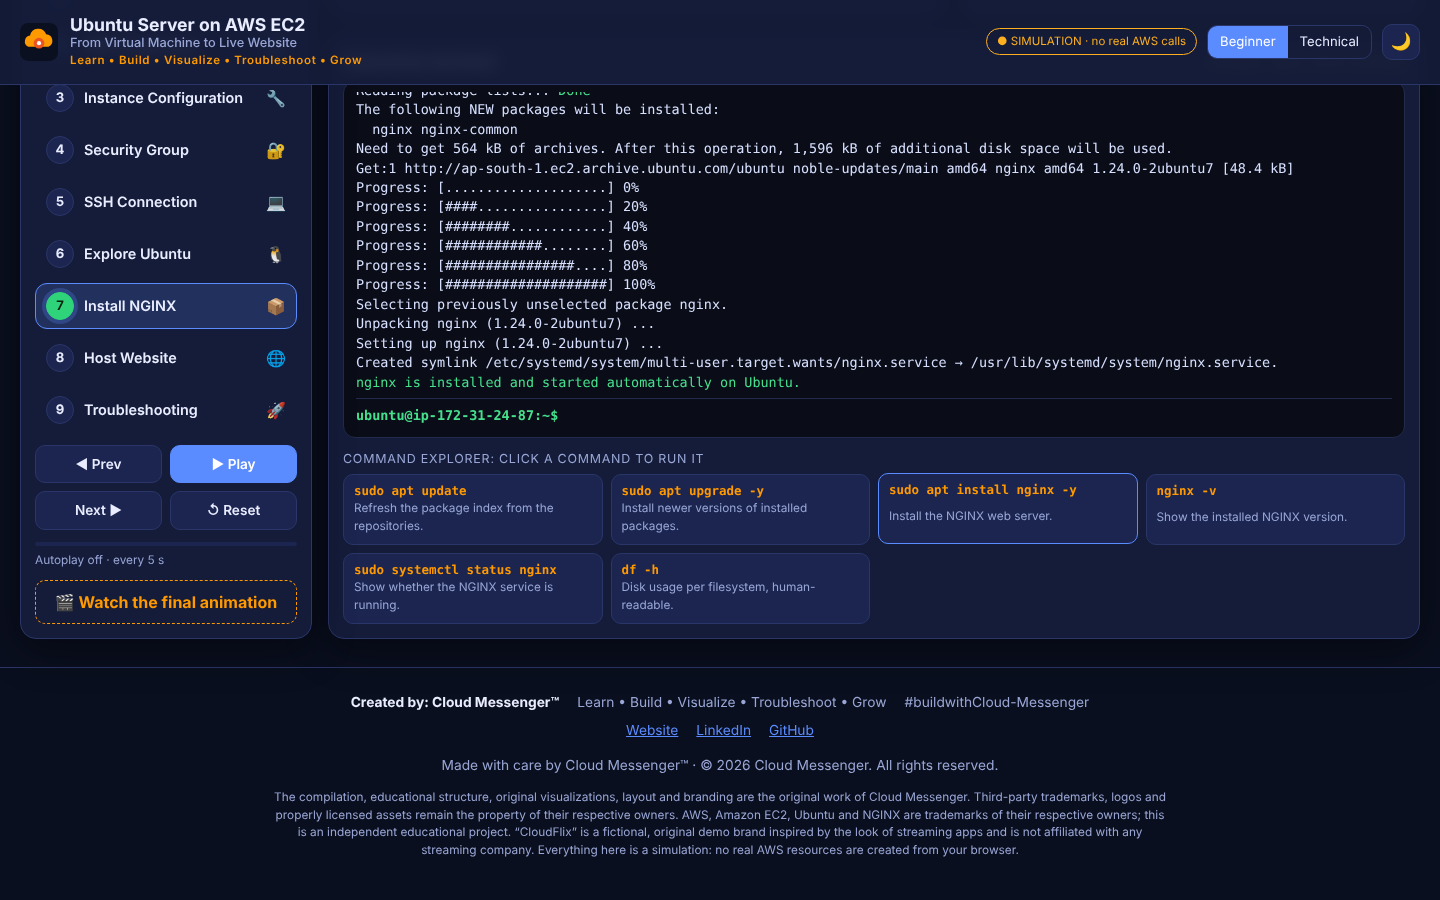 Ubuntu Server on AWS EC2
From Virtual Machine to Live Website
Learn • Build • Visualize • Troubleshoot • Grow
● SIMULATION · no real AWS calls
Beginner
Technical
3 Instance Configuration
4 Security Group
5 SSH Connection
6 Explore Ubuntu
7 Install NGINX
8 Host Website
9 Troubleshooting
◀ Prev
▶ Play
Next ▶
↺ Reset
Autoplay off · every 5 s
🎬 Watch the final animation
Reading package lists... Done
The following NEW packages will be installed:
nginx nginx-common
Need to get 564 kB of archives. After this operation, 1,596 kB of additional disk space will be used.
Get:1 http://ap-south-1.ec2.archive.ubuntu.com/ubuntu noble-updates/main amd64 nginx amd64 1.24.0-2ubuntu7 [48.4 kB]
Progress: [....................] 0%
Progress: [####................] 20%
Progress: [########............] 40%
Progress: [############........] 60%
Progress: [################....] 80%
Progress: [####################] 100%
Selecting previously unselected package nginx.
Unpacking nginx (1.24.0-2ubuntu7) ...
Setting up nginx (1.24.0-2ubuntu7) ...
Created symlink /etc/systemd/system/multi-user.target.wants/nginx.service → /usr/lib/systemd/system/nginx.service.
nginx is installed and started automatically on Ubuntu.
ubuntu@ip-172-31-24-87:~$
COMMAND EXPLORER: CLICK A COMMAND TO RUN IT
sudo apt update
Refresh the package index from the
repositories.
sudo apt upgrade -y
Install newer versions of installed
packages.
sudo apt install nginx -y
Install the NGINX web server.
nginx -v
Show the installed NGINX version.
sudo systemctl status nginx
Show whether the NGINX service is
running.
df -h
Disk usage per filesystem, human-
readable.
Created by: Cloud Messenger™ Learn • Build • Visualize • Troubleshoot • Grow #buildwithCloud-Messenger
Website LinkedIn GitHub
Made with care by Cloud Messenger™ · © 2026 Cloud Messenger. All rights reserved.
The compilation, educational structure, original visualizations, layout and branding are the original work of Cloud Messenger. Third-party trademarks, logos and
properly licensed assets remain the property of their respective owners. AWS, Amazon EC2, Ubuntu and NGINX are trademarks of their respective owners; this
is an independent educational project. “CloudFlix” is a fictional, original demo brand inspired by the look of streaming apps and is not affiliated with any
streaming company. Everything here is a simulation: no real AWS resources are created from your browser.